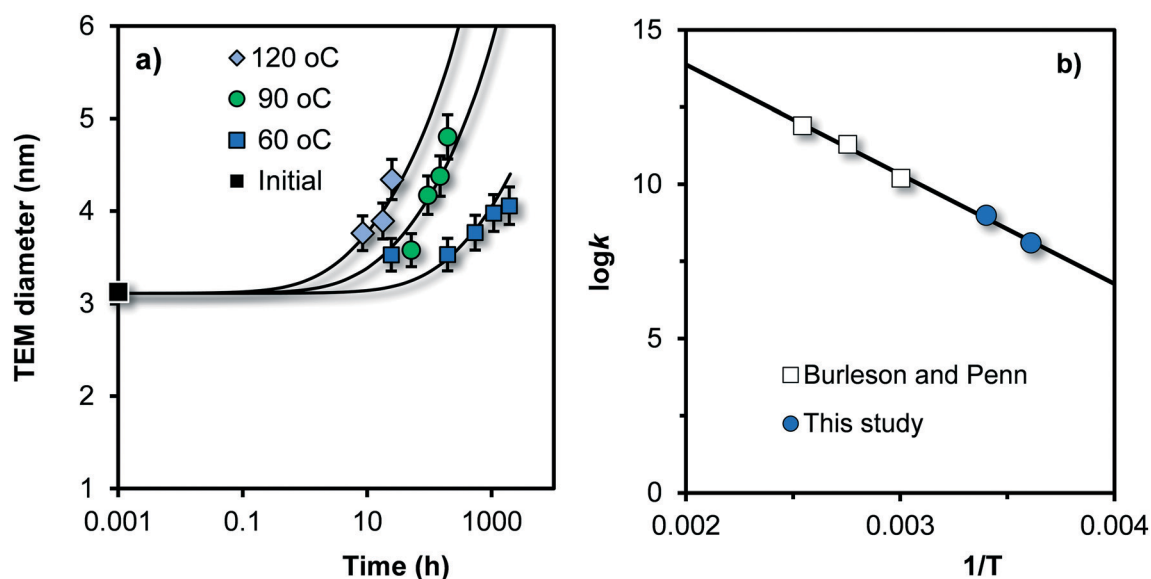 a)
120 oC
90 oC
60 oC
Initial
TEM diameter (nm)
6
5
4
3
2
1
0.001
0.1
10
1000
Time (h)
b)
logk
15
10
5
0
Burleson and Penn
This study
0.002
0.003
0.004
1/T